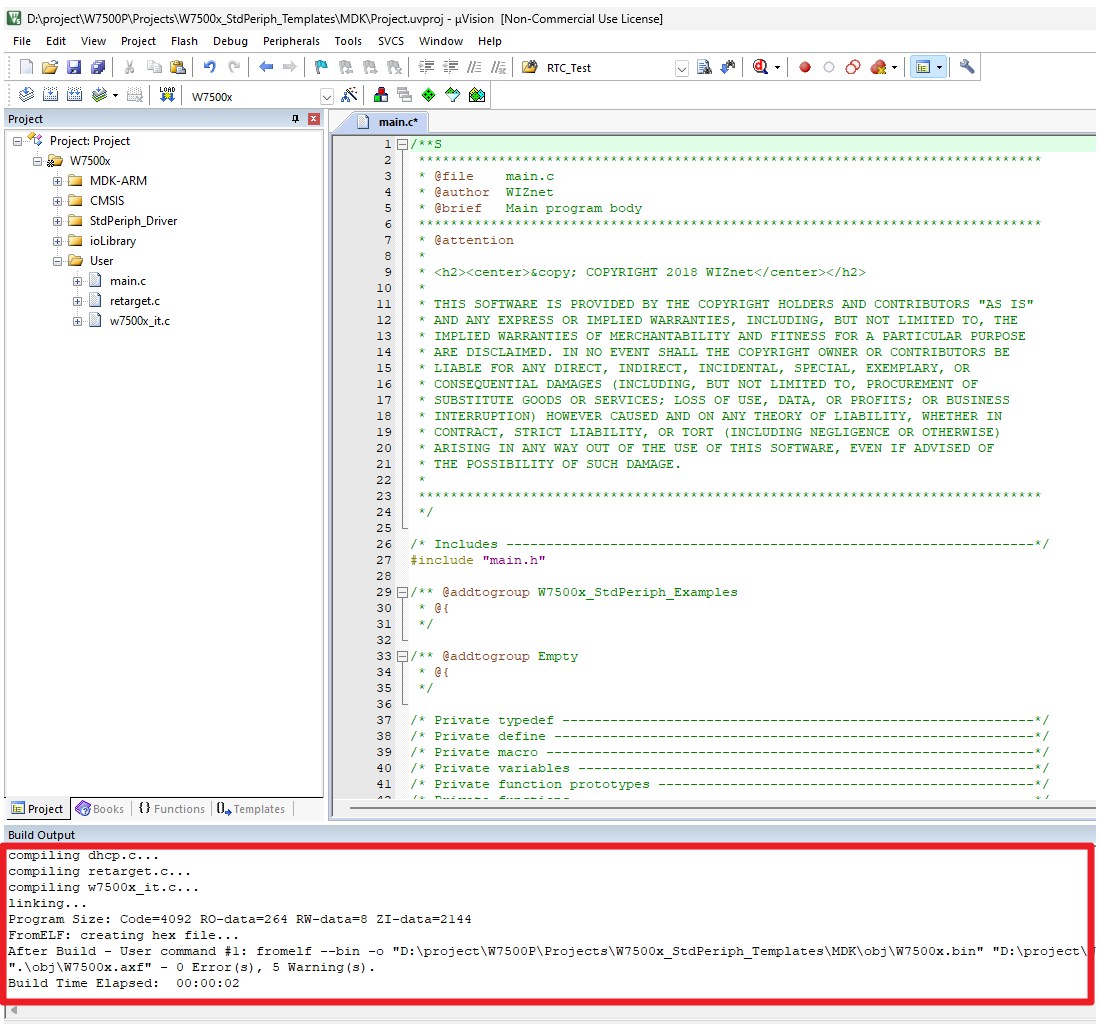 D:\project\W7500P\Projects\W7500x_StdPeriph_Templates\MDK\Project.uvproj - µVision [Non-Commercial Use License]
File Edit View Project Flash Debug Peripherals Tools SVCS Window Help
RTC_Test
LOAD W7500x
Project
main.c*
Project: Project
W7500x
MDK-ARM
CMSIS
StdPeriph_Driver
ioLibrary
User
main.c
retarget.c
w7500x_it.c
1 /**S
2 ******************************************************************************
3 * @file main.c
4 * @author WIZnet
5 * @brief Main program body
6 ******************************************************************************
7 * @attention
8 *
9 * <h2><center>&copy; COPYRIGHT 2018 WIZnet</center></h2>
10 *
11 * THIS SOFTWARE IS PROVIDED BY THE COPYRIGHT HOLDERS AND CONTRIBUTORS "AS IS"
12 * AND ANY EXPRESS OR IMPLIED WARRANTIES, INCLUDING, BUT NOT LIMITED TO, THE
13 * IMPLIED WARRANTIES OF MERCHANTABILITY AND FITNESS FOR A PARTICULAR PURPOSE
14 * ARE DISCLAIMED. IN NO EVENT SHALL THE COPYRIGHT OWNER OR CONTRIBUTORS BE
15 * LIABLE FOR ANY DIRECT, INDIRECT, INCIDENTAL, SPECIAL, EXEMPLARY, OR
16 * CONSEQUENTIAL DAMAGES (INCLUDING, BUT NOT LIMITED TO, PROCUREMENT OF
17 * SUBSTITUTE GOODS OR SERVICES; LOSS OF USE, DATA, OR PROFITS; OR BUSINESS
18 * INTERRUPTION) HOWEVER CAUSED AND ON ANY THEORY OF LIABILITY, WHETHER IN
19 * CONTRACT, STRICT LIABILITY, OR TORT (INCLUDING NEGLIGENCE OR OTHERWISE)
20 * ARISING IN ANY WAY OUT OF THE USE OF THIS SOFTWARE, EVEN IF ADVISED OF
21 * THE POSSIBILITY OF SUCH DAMAGE.
22 *
23 ******************************************************************************
24 */
25
26 /* Includes ------------------------------------------------------------------*/
27 #include "main.h"
28
29 /** @addtogroup W7500x_StdPeriph_Examples
30 * @{
31 */
32
33 /** @addtogroup Empty
34 * @{
35 */
36
37 /* Private typedef -----------------------------------------------------------*/
38 /* Private define ------------------------------------------------------------*/
39 /* Private macro -------------------------------------------------------------*/
40 /* Private variables ---------------------------------------------------------*/
41 /* Private function prototypes -----------------------------------------------*/
Project Books {} Functions Templates
Build Output
compiling dhcp.c...
compiling retarget.c...
compiling w7500x_it.c...
linking...
Program Size: Code=4092 RO-data=264 RW-data=8 ZI-data=2144
FromELF: creating hex file...
After Build - User command #1: fromelf --bin -o "D:\project\W7500P\Projects\W7500x_StdPeriph_Templates\MDK\obj\W7500x.bin" "D:\project\
".\obj\W7500x.axf" - 0 Error(s), 5 Warning(s).
Build Time Elapsed: 00:00:02